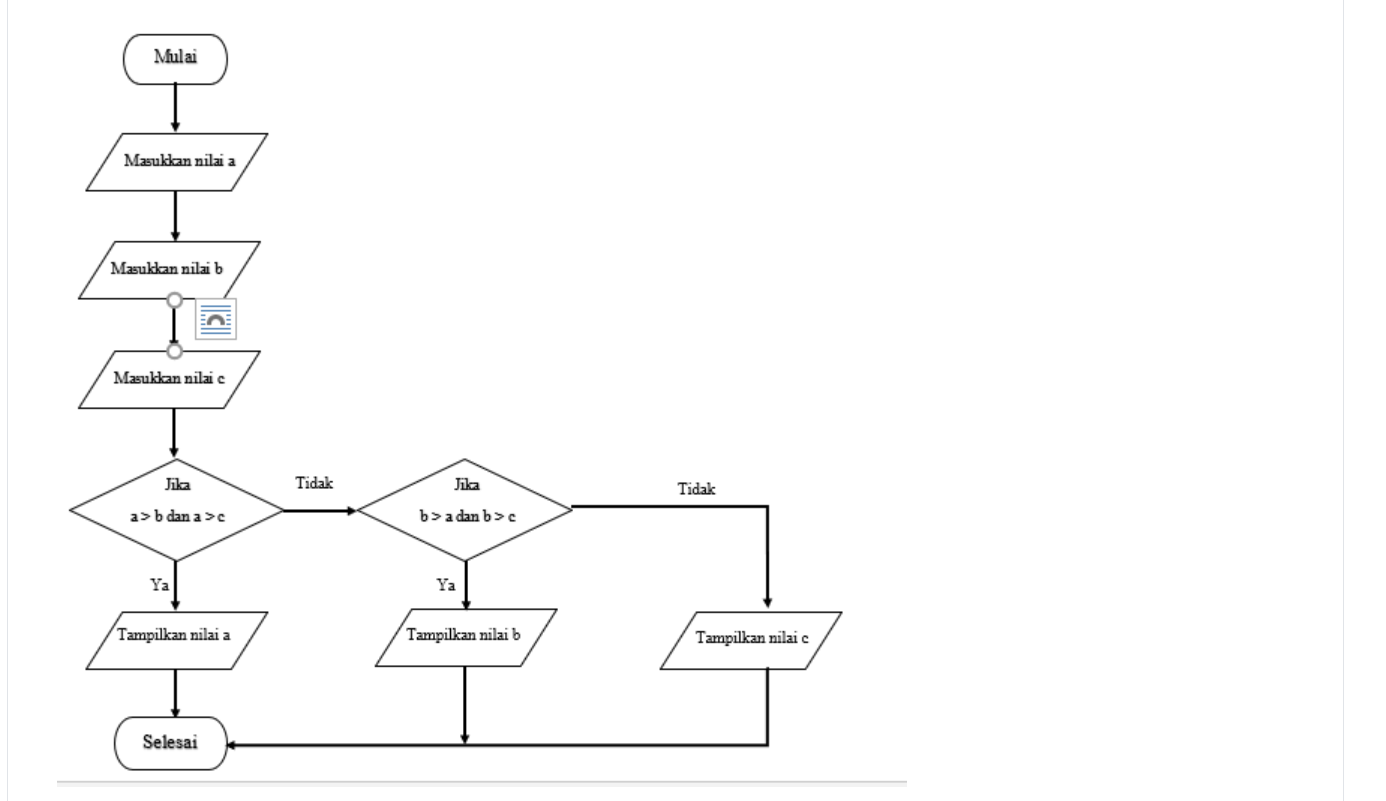 Mulai
Masukkan nilai a
Masukkan nilai b
Masukkan nilai c
Jika
a > b dan a > c
Tidak
Jika
b > a dan b > c
Tidak
Ya
Ya
Tampilkan nilai a
Tampilkan nilai b
Tampilkan nilai c
Selesai